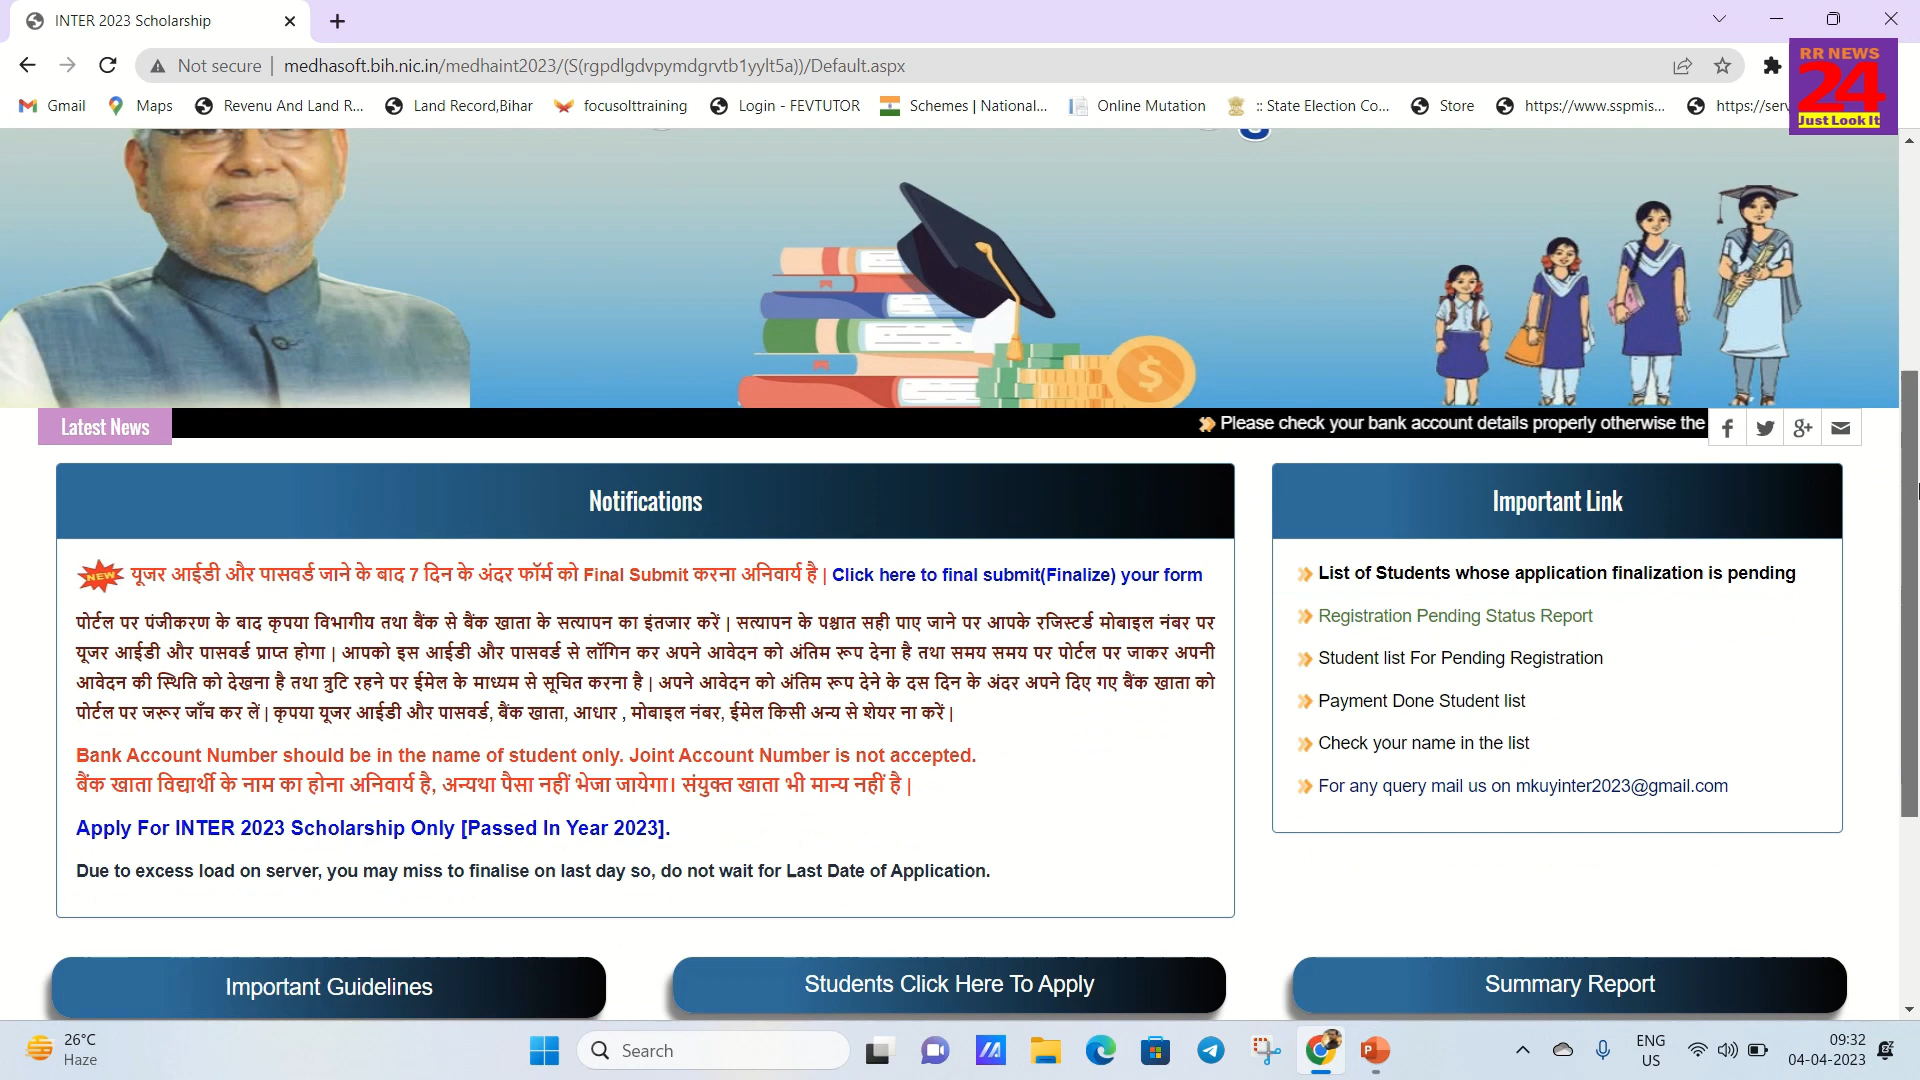 INTER 2023 Scholarship
Not secure medhasoft.bih.nic.in/medhaint2023/(S(rgpdlgdvpymdgrvtb1yylt5a))/Default.aspx
RR NEWS
24
Just Look It
Gmail Maps Revenu And Land R... Land Record,Bihar focusolttraining Login - FEVTUTOR Schemes | National... Online Mutation :: State Election Co... Store https://www.sspmis... https://serv
Latest News Please check your bank account details properly otherwise the
Notifications
यूजर आईडी और पासवर्ड जाने के बाद 7 दिन के अंदर फॉर्म को Final Submit करना अनिवार्य है | Click here to final submit(Finalize) your form
NEW
पोर्टल पर पंजीकरण के बाद कृपया विभागीय तथा बैंक से बैंक खाता के सत्यापन का इंतजार करें | सत्यापन के पश्चात सही पाए जाने पर आपके रजिस्टर्ड मोबाइल नंबर पर
यूजर आईडी और पासवर्ड प्राप्त होगा | आपको इस आईडी और पासवर्ड से लॉगिन कर अपने आवेदन को अंतिम रूप देना है तथा समय समय पर पोर्टल पर जाकर अपनी
आवेदन की स्थिति को देखना है तथा त्रुटि रहने पर ईमेल के माध्यम से सूचित करना है | अपने आवेदन को अंतिम रूप देने के दस दिन के अंदर अपने दिए गए बैंक खाता को
पोर्टल पर जरूर जाँच कर लें | कृपया यूजर आईडी और पासवर्ड, बैंक खाता, आधार , मोबाइल नंबर, ईमेल किसी अन्य से शेयर ना करें |
Bank Account Number should be in the name of student only. Joint Account Number is not accepted.
बैंक खाता विद्यार्थी के नाम का होना अनिवार्य है, अन्यथा पैसा नहीं भेजा जायेगा। संयुक्त खाता भी मान्य नहीं है |
Apply For INTER 2023 Scholarship Only [Passed In Year 2023].
Due to excess load on server, you may miss to finalise on last day so, do not wait for Last Date of Application.
Important Link
List of Students whose application finalization is pending
Registration Pending Status Report
Student list For Pending Registration
Payment Done Student list
Check your name in the list
For any query mail us on mkuyinter2023@gmail.com
Important Guidelines
Students Click Here To Apply
Summary Report
26°C
Haze
Search
ENG
US
09:32
04-04-2023